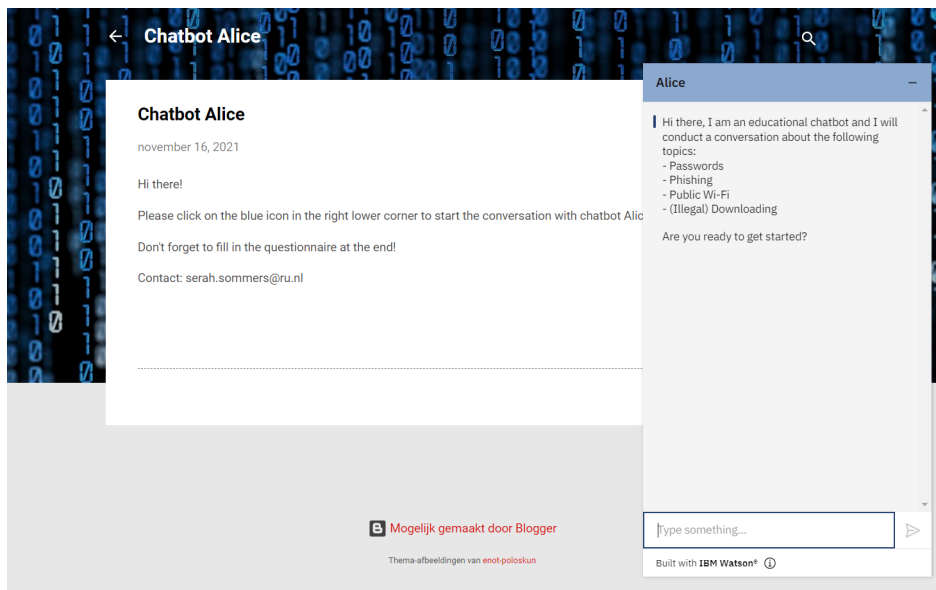 Chatbot Alice
Chatbot Alice
november 16, 2021
Hi there!
Please click on the blue icon in the right lower corner to start the conversation with chatbot Alic
Don't forget to fill in the questionnaire at the end!
Contact: serah.sommers@ru.nl
Mogelijk gemaakt door Blogger
Thema-afbeeldingen van enot-poloskun
Alice
Hi there, I am an educational chatbot and I will
conduct a conversation about the following
topics:
- Passwords
- Phishing
- Public Wi-Fi
- (Illegal) Downloading
Are you ready to get started?
Type something...
Built with IBM Watson®